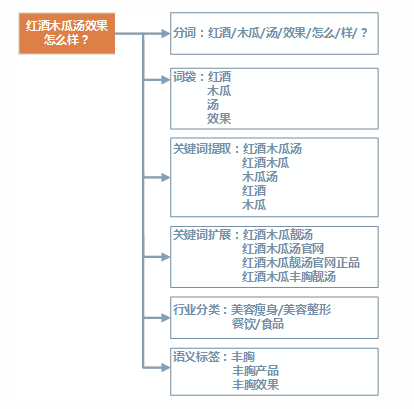 红酒木瓜汤效果
怎么样？
分词：红酒/木瓜/汤/效果/怎么/样/？
词袋：红酒
木瓜
汤
效果
关键词提取：红酒木瓜汤
红酒木瓜
木瓜汤
红酒
木瓜
关键词扩展：红酒木瓜靓汤
红酒木瓜汤官网
红酒木瓜靓汤官网正品
红酒木瓜丰胸靓汤
行业分类：美容瘦身/美容整形
餐饮/食品
语义标签：丰胸
丰胸产品
丰胸效果